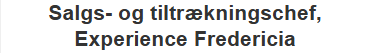 Salgs- og tiltrækningschef,
Experience Fredericia